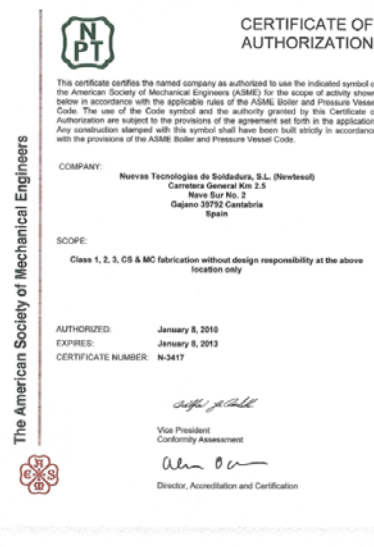 N
PT
CERTIFICATE OF
AUTHORIZATION
This certificate certifies the named company as authorized to use the indicated symbol o
the American Society of Mechanical Engineers (ASME) for the scope of activity shown
below in accordance with the applicable rules of the ASME Boiler and Pressure Vesse
Code. The use of the Code symbol and the authority granted by this Certificate o
Authorization are subject to the provisions of the agreement set forth in the application
Any construction stamped with this symbol shall have been built strictly in accordance
with the provisions of the ASME Boiler and Pressure Vessel Code.
COMPANY:
Nuevas Tecnologias de Soldadura, S.L. (Newtesol)
Carretera General Km 2.5
Nave Sur No. 2
Gajano 39792 Cantabria
Spain
SCOPE:
Class 1, 2, 3, CS & MC fabrication without design responsibility at the above
location only
AUTHORIZED: January 8, 2010
EXPIRES: January 8, 2013
CERTIFICATE NUMBER: N-3417
Vice President
Conformity Assessment
Director, Accreditation and Certification
The American Society of Mechanical Engineers
A
S
M
E